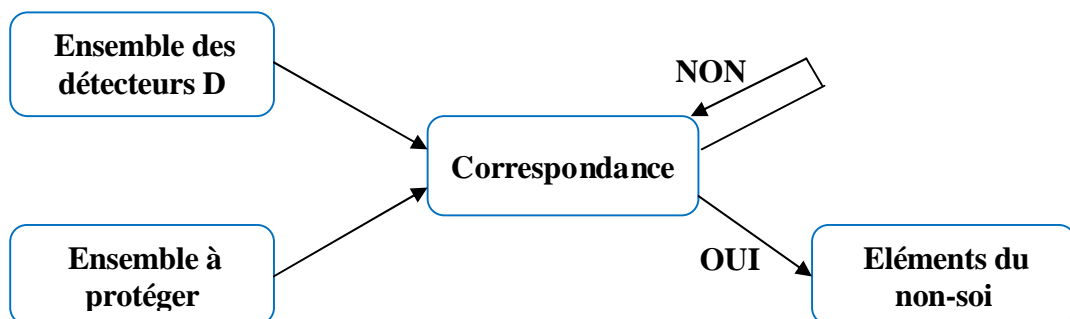 Ensemble des
détecteurs D
NON
Correspondance
Ensemble à
protéger
OUI
Eléments du
non-soi